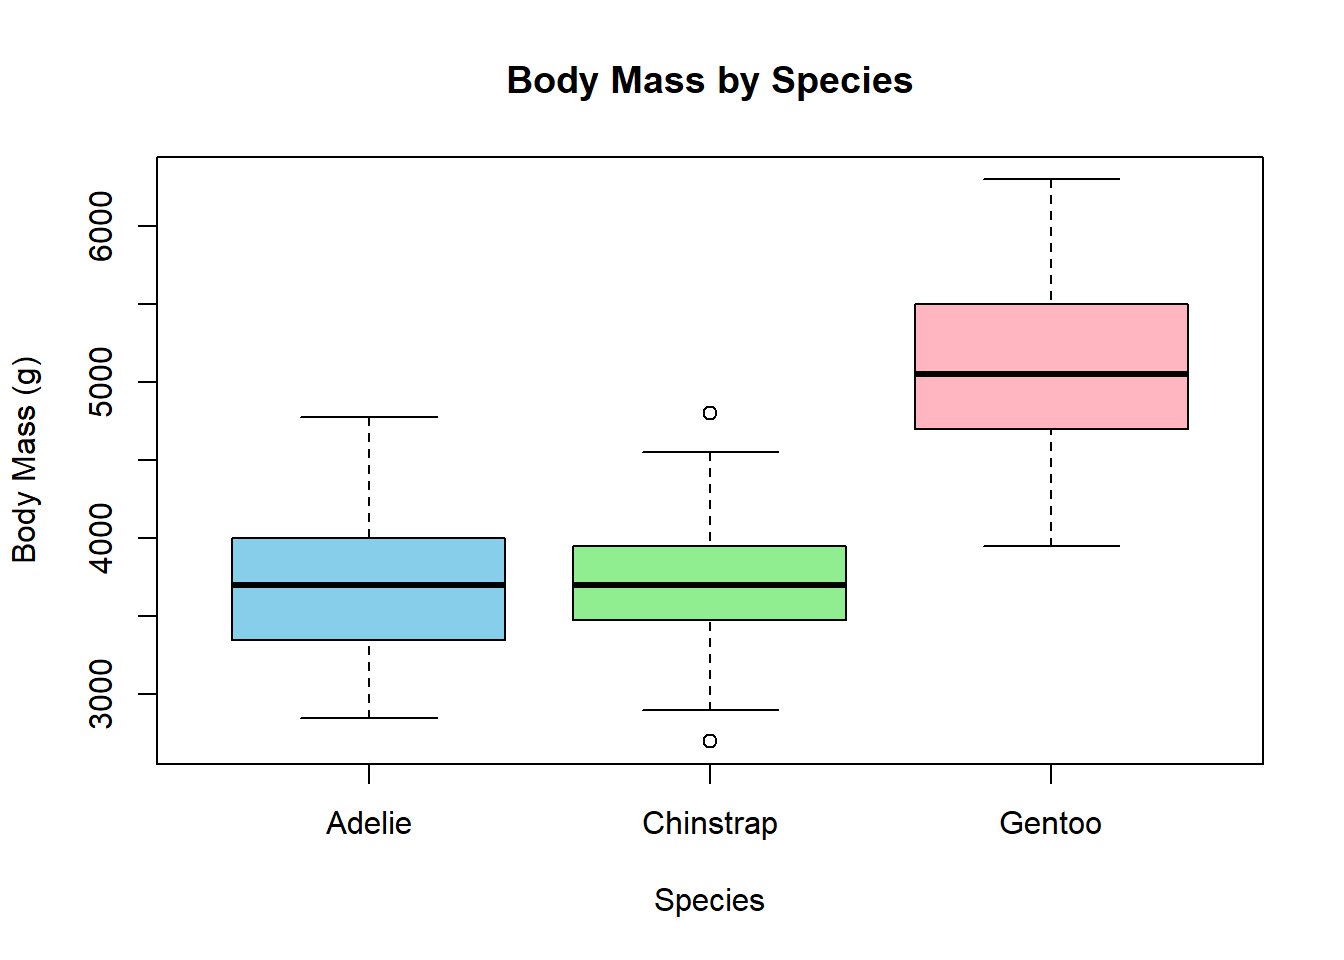 Body Mass by Species
Body Mass (g)
6000
5000
4000
3000
Adelie Chinstrap Gentoo
Species